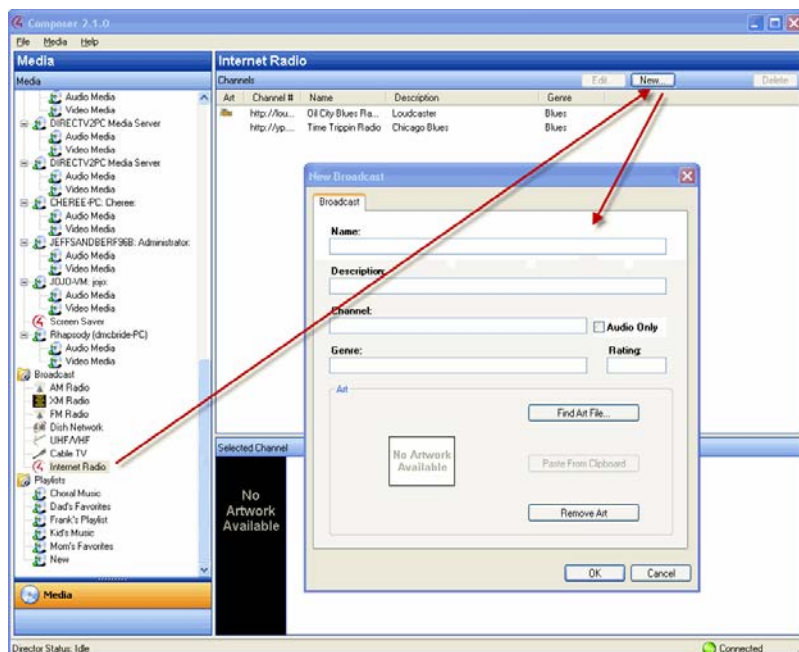 Composer 2.1.0
File Media Help
Media
Media
Audio Media
Video Media
DIRECTV2PC Media Server
Audio Media
Video Media
DIRECTV2PC Media Server
Audio Media
Video Media
CHEREE-PC: Cheree:
Audio Media
Video Media
JEFFSANDBERF96B: Administrator:
Audio Media
Video Media
JOJO-VM: jojo:
Audio Media
Video Media
Screen Saver
Rhapsody (dmcbride-PC)
Audio Media
Video Media
Broadcast
AM Radio
XM Radio
FM Radio
Dish Network
UHF/VHF
Cable TV
Internet Radio
Playlists
Choral Music
Dad's Favorites
Frank's Playlist
Kid's Music
Mom's Favorites
New
Media
Internet Radio
Channels
Edit... New... Delete
Art Channel # Name Description Genre
http://lou... Oil City Blues Ra... Loudcaster Blues
http://yp.... Time Trippin Radio Chicago Blues Blues
New Broadcast
Broadcast
Name:
Description:
Channel:
Audio Only
Genre: Rating:
Art
No Artwork
Available
Find Art File...
Paste From Clipboard
Remove Art
OK Cancel
Selected Channel
No
Artwork
Available
Director Status: Idle
Connected